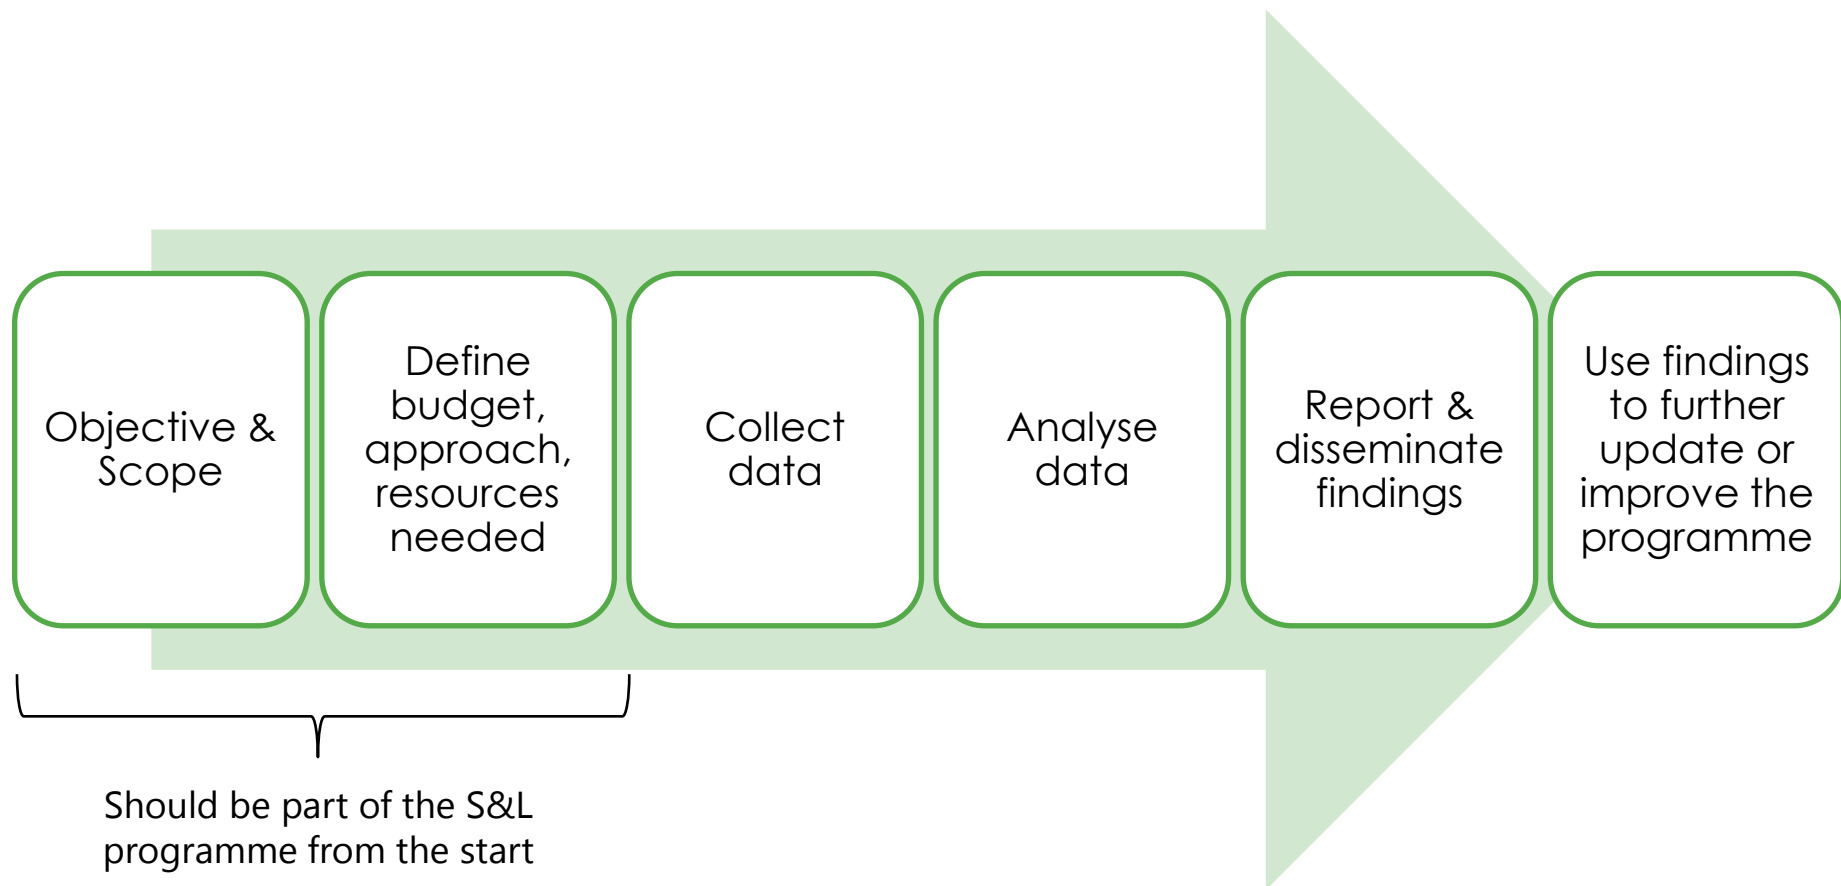 Objective &
Scope
Define
budget,
approach,
resources
needed
Collect
data
Analyse
data
Report &
disseminate
findings
Use findings
to further
update or
improve the
programme
Should be part of the S&L
programme from the start